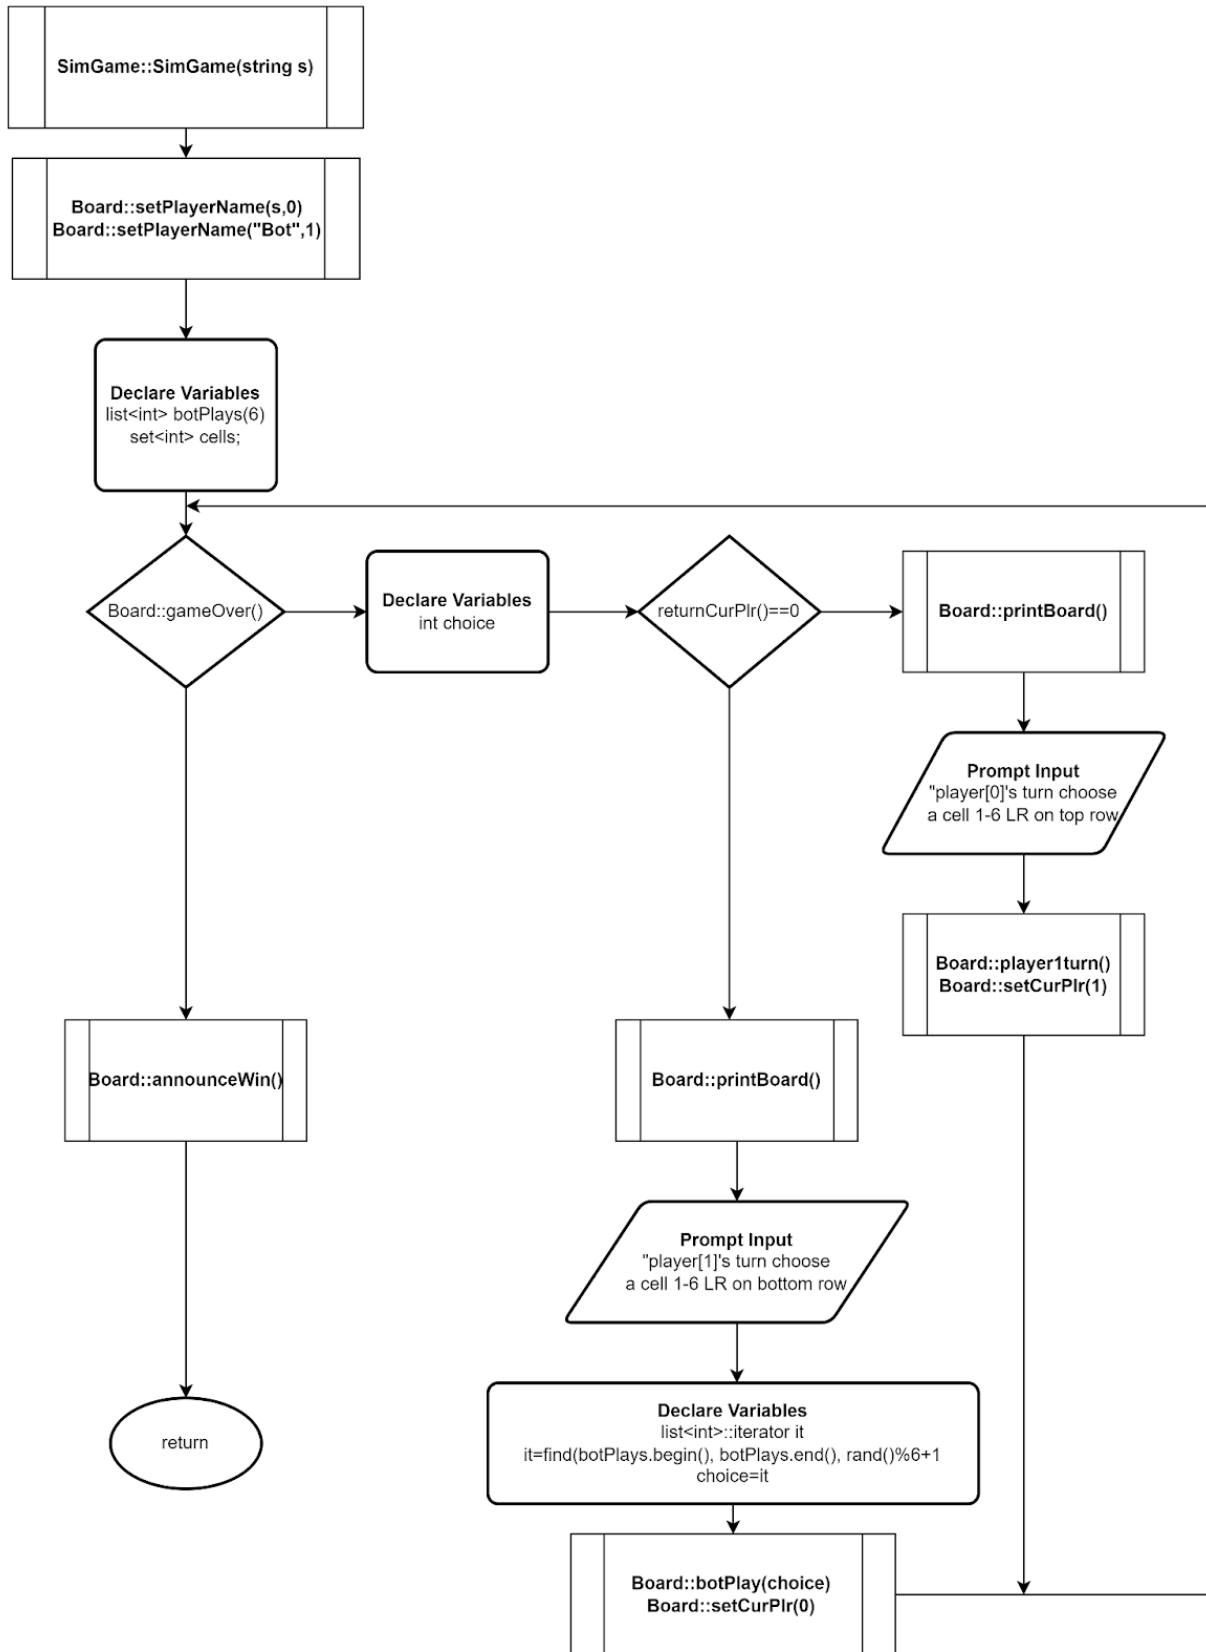 SimGame::SimGame(string s)
Board::setPlayerName(s,0)
Board::setPlayerName("Bot",1)
Declare Variables
list<int> botPlays(6)
set<int> cells;
Board::gameOver()
Declare Variables
int choice
returnCurPlr()==0
Board::printBoard()
Prompt Input
"player[0]'s turn choose
a cell 1-6 LR on top row
Board::player1turn()
Board::setCurPlr(1)
Board::announceWin()
Board::printBoard()
Prompt Input
"player[1]'s turn choose
a cell 1-6 LR on bottom row
return
Declare Variables
list<int>::iterator it
it=find(botPlays.begin(), botPlays.end(), rand()%6+1
choice=it
Board::botPlay(choice)
Board::setCurPlr(0)